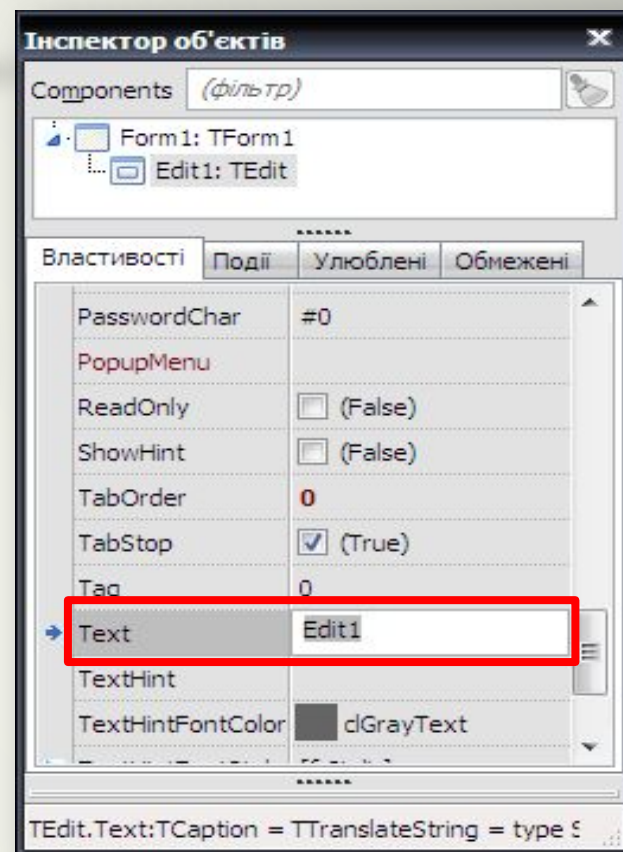 Інспектор об'єктів
Components (фільтр)
Form1: TForm1
Edit1: TEdit
Властивості Події Улюблені Обмежені
PasswordChar #0
PopupMenu
ReadOnly (False)
ShowHint (False)
TabOrder 0
TabStop (True)
Tag 0
Text Edit1
TextHint
TextHintFontColor clGrayText
TEdit.Text:TCaption = TTranslateString = type S